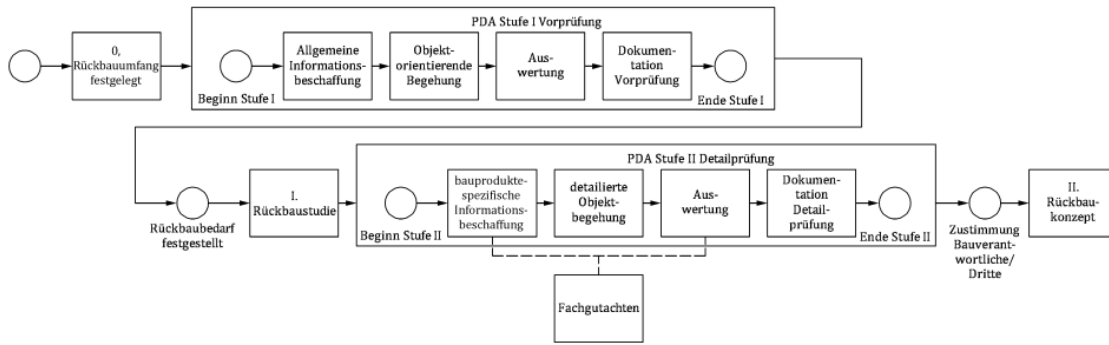 PDA Stufe I Vorprüfung
0,
Rückbauumfang
festgelegt
Beginn Stufe I
Allgemeine
Informations-
beschaffung
Objekt-
orientierende
Begehung
Aus-
wertung
Dokumen-
tation
Vorprüfung
Ende Stufe I
Rückbaubedarf
festgestellt
I.
Rückbaustudie
PDA Stufe II Detailprüfung
Beginn Stufe II
bauprodukte-
spezifische
Informations-
beschaffung
detailierte
Objekt-
begehung
Aus-
wertung
Dokumen-
tation
Detail-
prüfung
Ende Stufe II
Zustimmung
Bauverant-
wortliche/
Dritte
II.
Rückbau-
konzept
Fachgutachten